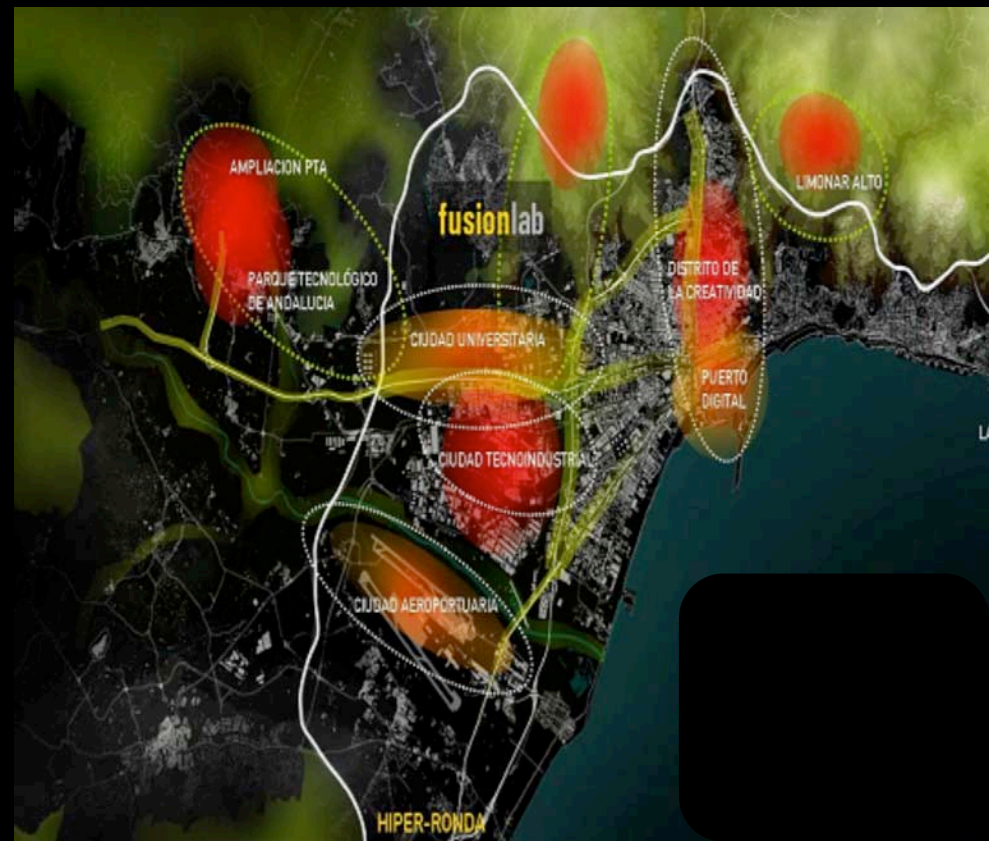 AMPLIACION PTA
LIMONAR ALTO
fusionlab
PARQUE TECNOLÓGICO
DE ANDALUCIA
DISTRITO DE
LA CREATIVIDAD
CIUDAD UNIVERSITARIA
PUERTO
DIGITAL
LA
CIUDAD TECNOINDUSTRIAL
CIUDAD AEROPORTUARIA
HIPER-RONDA